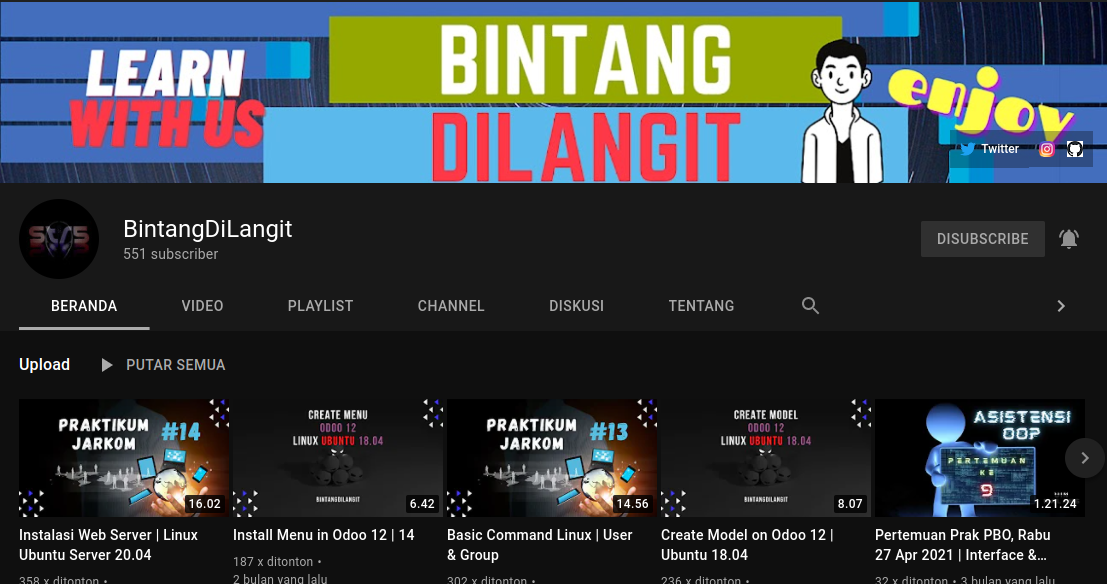 LEARN
WITH US
BINTANG
DILANGIT
enjoy
Twitter
BintangDiLangit
551 subscriber
DISUBSCRIBE
BERANDA VIDEO PLAYLIST CHANNEL DISKUSI TENTANG
Upload PUTAR SEMUA
PRAKTIKUM
JARKOM #14
16.02
Instalasi Web Server | Linux
Ubuntu Server 20.04
358 x ditonton •
CREATE MENU
ODOO 12
LINUX UBUNTU 18.04
BINTANGDILANGIT
6.42
Install Menu in Odoo 12 | 14
187 x ditonton •
2 bulan yang lalu
PRAKTIKUM
JARKOM #13
14.56
Basic Command Linux | User
& Group
302 x ditonton •
CREATE MODEL
ODOO 12
LINUX UBUNTU 18.04
BINTANGDILANGIT
8.07
Create Model on Odoo 12 |
Ubuntu 18.04
236 x ditonton •
ASISTENSI
OOP
PERTEMUAN
KE
9
1.21.24
Pertemuan Prak PBO, Rabu
27 Apr 2021 | Interface &...
32 x ditonton • 3 bulan yang lalu